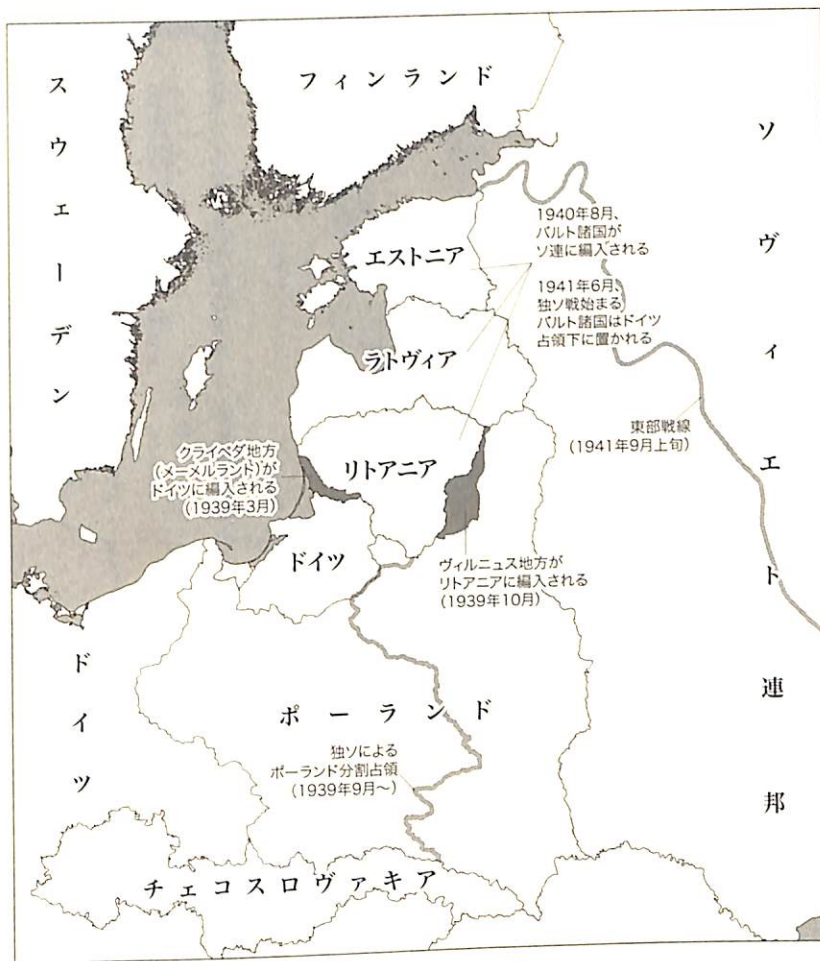 フィンランド
スウェーデン
ソヴィエト連邦
1940年8月、
バルト諸国が
ソ連に編入される
エストニア
1941年6月、
独ソ戦始まる
バルト諸国はドイツ
占領下に置かれる
ラトヴィア
東部戦線
(1941年9月上旬)
クライペダ地方
(メーメルランド)が
ドイツに編入される
(1939年3月)
リトアニア
ドイツ
ヴィルニュス地方が
リトアニアに編入される
(1939年10月)
ドイツ
ポーランド
独ソによる
ポーランド分割占領
(1939年9月〜)
チェコスロヴァキア